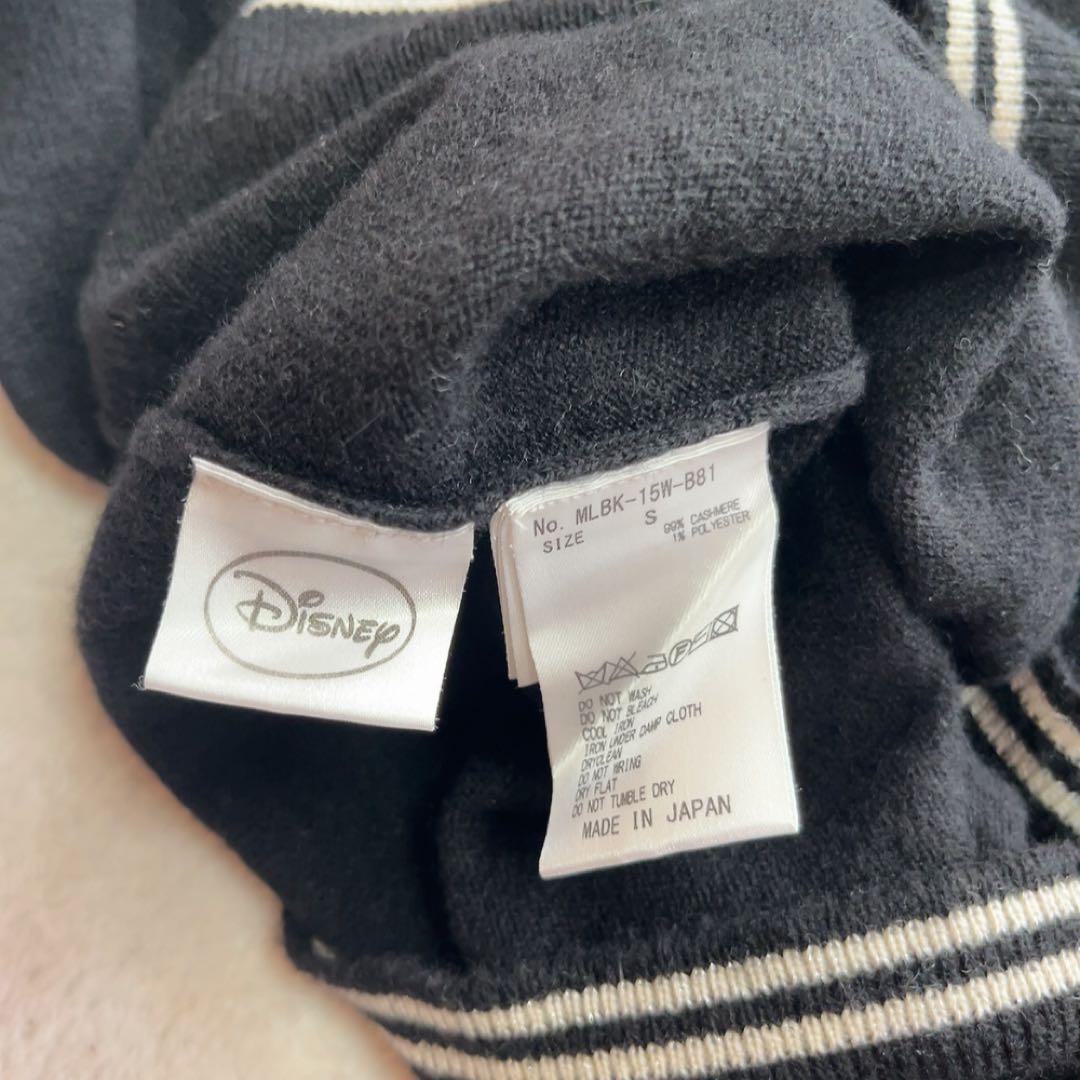 Disney
No. MLBK-15W-B81
SIZE S
99% CASHMERE
1% POLYESTER
DO NOT WASH
DO NOT BLEACH
COOL IRON
IRON UNDER DAMP CLOTH
DRYCLEAN
DO NOT WRING
DRY FLAT
DO NOT TUMBLE DRY
MADE IN JAPAN